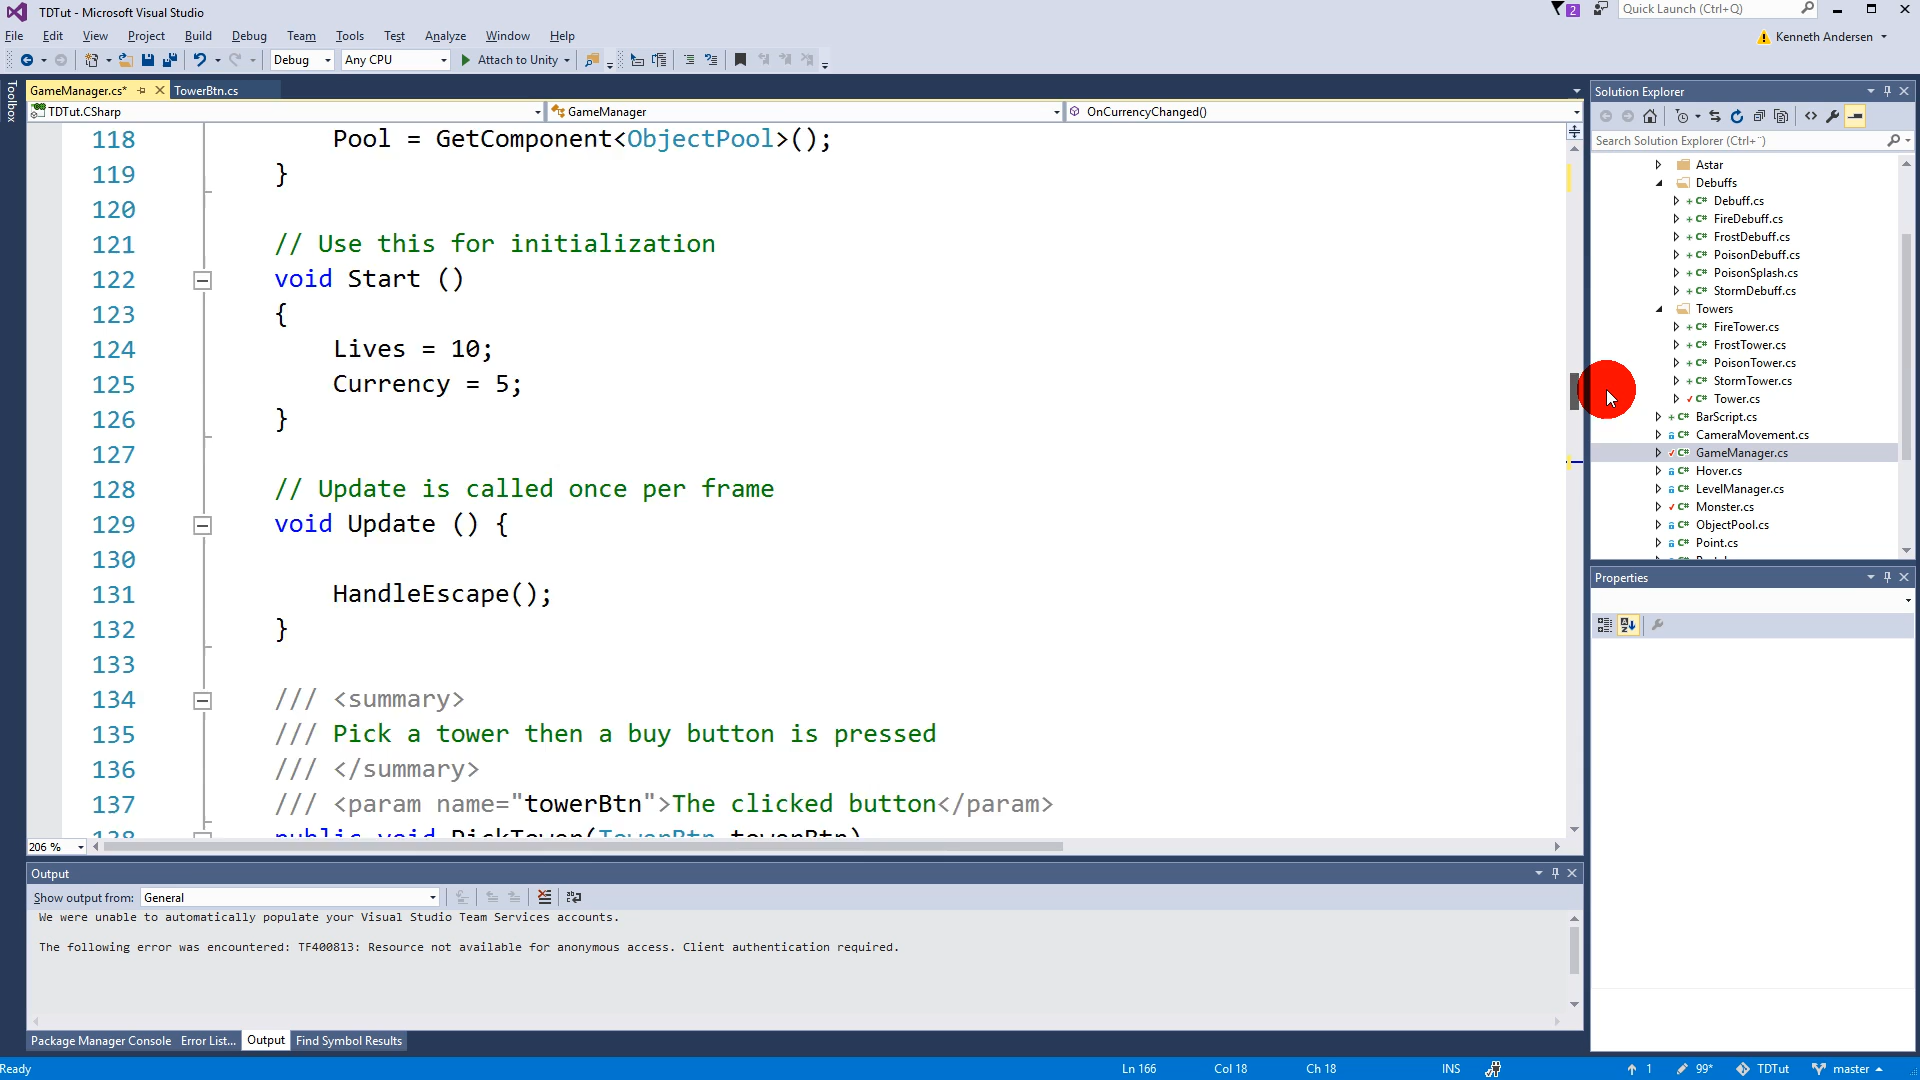 TDTut - Microsoft Visual Studio
2
Quick Launch (Ctrl+Q)
File Edit View Project Build Debug Team Tools Test Analyze Window Help
Kenneth Andersen
Debug Any CPU Attach to Unity
Toolbox
GameManager.cs* TowerBtn.cs
TDTut.CSharp GameManager OnCurrencyChanged()
118 Pool = GetComponent<ObjectPool>();
119 }
120
121 // Use this for initialization
122 void Start ()
123 {
124 Lives = 10;
125 Currency = 5;
126 }
127
128 // Update is called once per frame
129 void Update () {
130
131 HandleEscape();
132 }
133
134 /// <summary>
135 /// Pick a tower then a buy button is pressed
136 /// </summary>
137 /// <param name="towerBtn">The clicked button</param>
138 public void PickTower(TowerBtn towerBtn)
206 %
Solution Explorer
Search Solution Explorer (Ctrl+¨)
Astar
Debuffs
C# Debuff.cs
C# FireDebuff.cs
C# FrostDebuff.cs
C# PoisonDebuff.cs
C# PoisonSplash.cs
C# StormDebuff.cs
Towers
C# FireTower.cs
C# FrostTower.cs
C# PoisonTower.cs
C# StormTower.cs
C# Tower.cs
C# BarScript.cs
C# CameraMovement.cs
C# GameManager.cs
C# Hover.cs
C# LevelManager.cs
C# Monster.cs
C# ObjectPool.cs
C# Point.cs
Properties
Output
Show output from: General
We were unable to automatically populate your Visual Studio Team Services accounts.
The following error was encountered: TF400813: Resource not available for anonymous access. Client authentication required.
Package Manager Console Error List... Output Find Symbol Results
Ready Ln 166 Col 18 Ch 18 INS 1 99* TDTut master